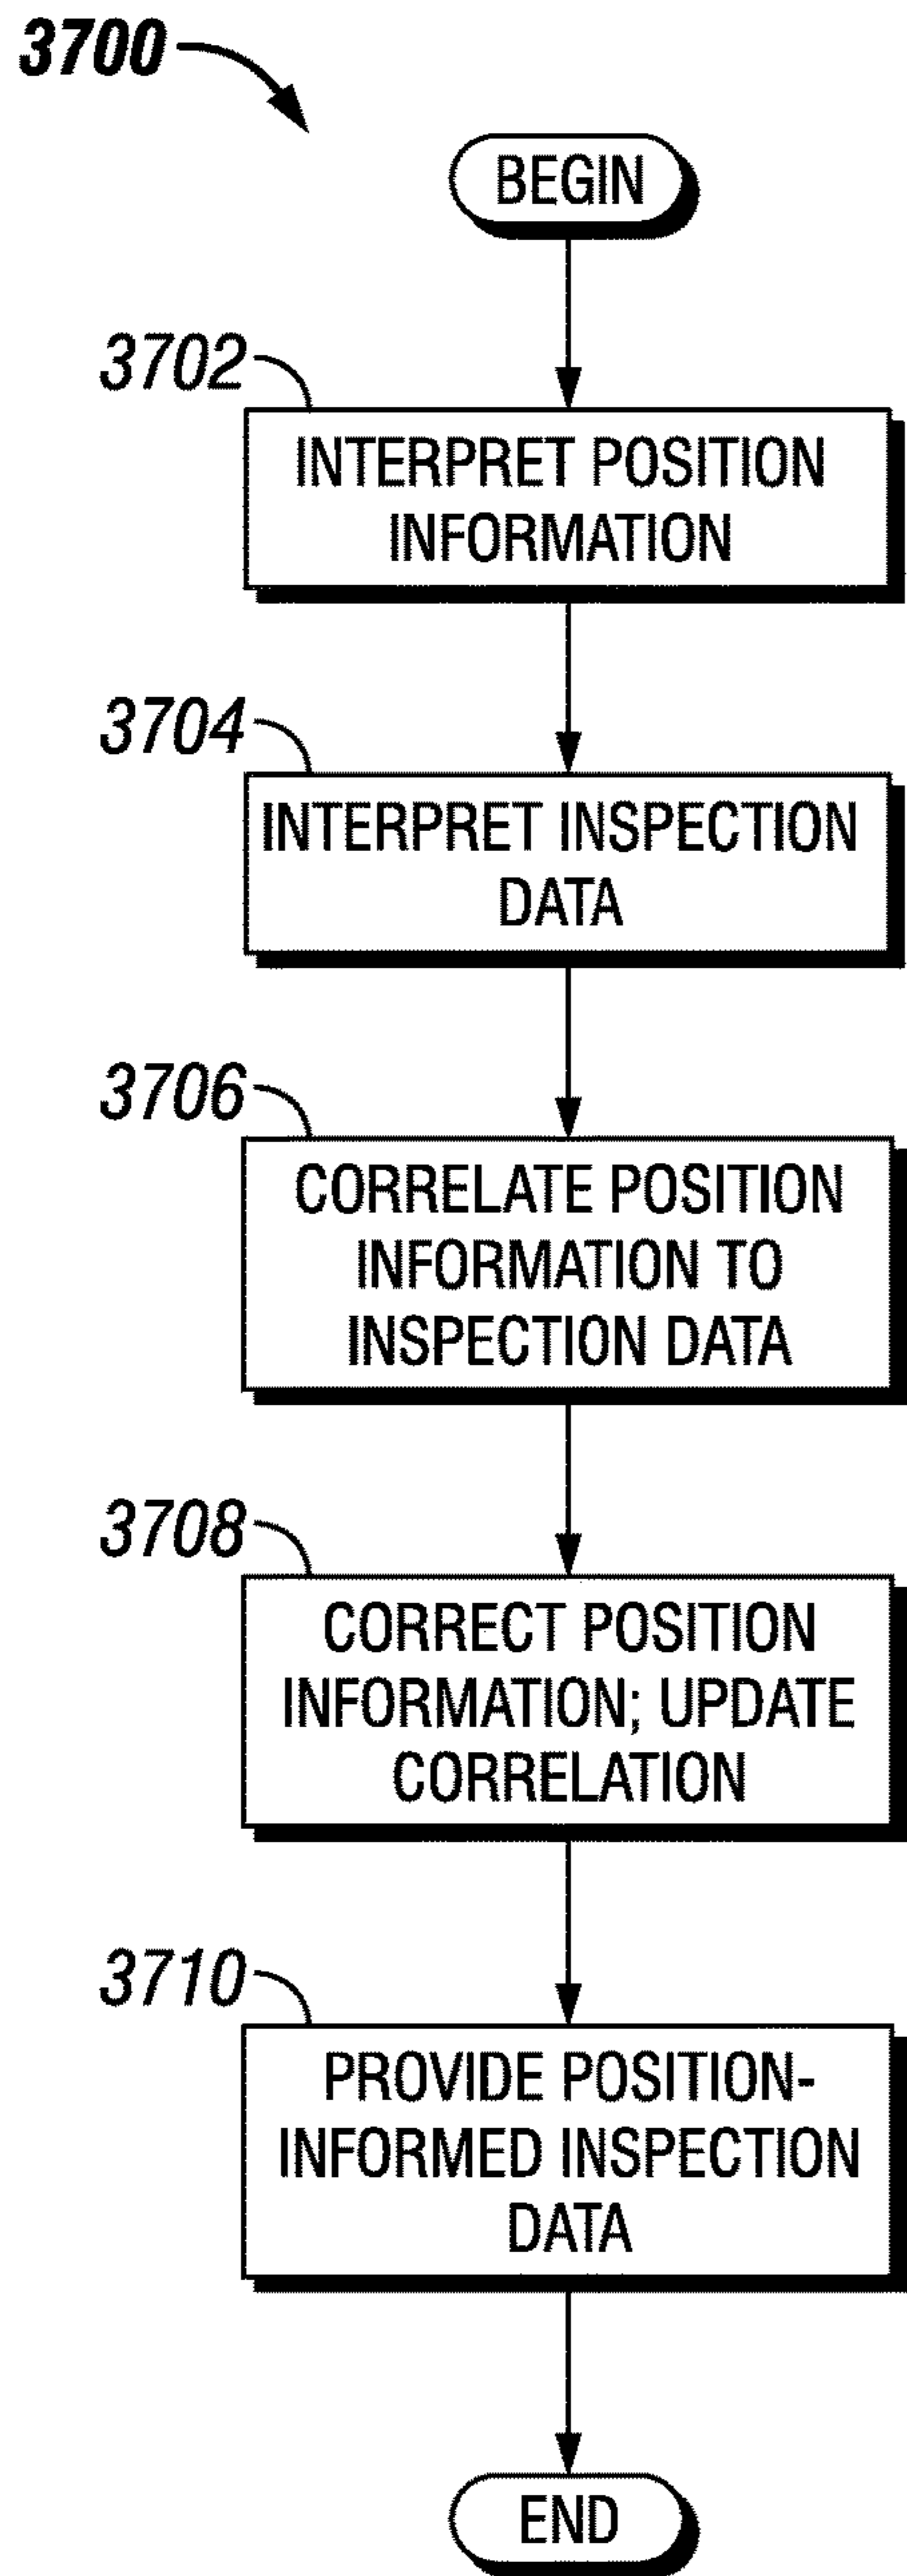 3700
BEGIN
3702
INTERPRET POSITION
INFORMATION
3704
INTERPRET INSPECTION
DATA
3706
CORRELATE POSITION
INFORMATION TO
INSPECTION DATA
3708
CORRECT POSITION
INFORMATION; UPDATE
CORRELATION
3710
PROVIDE POSITION-
INFORMED INSPECTION
DATA
END